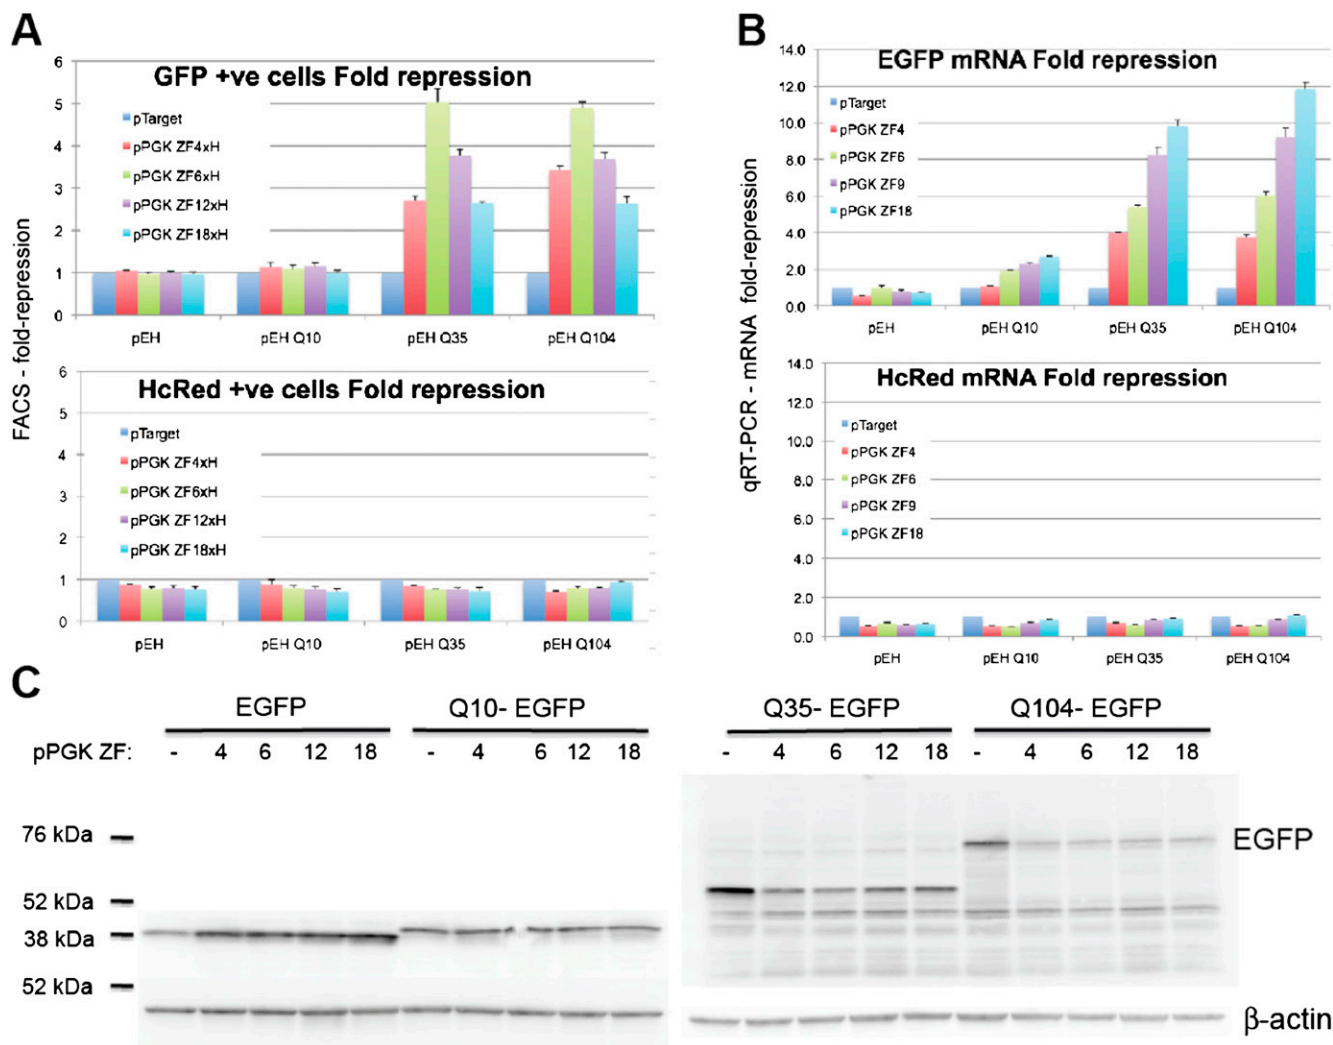 A
GFP +ve cells Fold repression
6
5
4
3
2
1
0
pTarget
pPGK ZF4xH
pPGK ZF6xH
pPGK ZF12xH
pPGK ZF18xH
pEH
pEH Q10
pEH Q35
pEH Q104
FACS - fold-repression
HcRed +ve cells Fold repression
6
5
4
3
2
1
0
pTarget
pPGK ZF4xH
pPGK ZF6xH
pPGK ZF12xH
pPGK ZF18xH
pEH
pEH Q10
pEH Q35
pEH Q104
B
EGFP mRNA Fold repression
14.0
12.0
10.0
8.0
6.0
4.0
2.0
0.0
pTarget
pPGK ZF4
pPGK ZF6
pPGK ZF9
pPGK ZF18
pEH
pEH Q10
pEH Q35
pEH Q104
qRT-PCR - mRNA fold-repression
HcRed mRNA Fold repression
14.0
12.0
10.0
8.0
6.0
4.0
2.0
0.0
pTarget
pPGK ZF4
pPGK ZF6
pPGK ZF9
pPGK ZF18
pEH
pEH Q10
pEH Q35
pEH Q104
C
EGFP Q10- EGFP Q35- EGFP Q104- EGFP
pPGK ZF: - 4 6 12 18 - 4 6 12 18 - 4 6 12 18 - 4 6 12 18
76 kDa
EGFP
52 kDa
38 kDa
52 kDa
β-actin